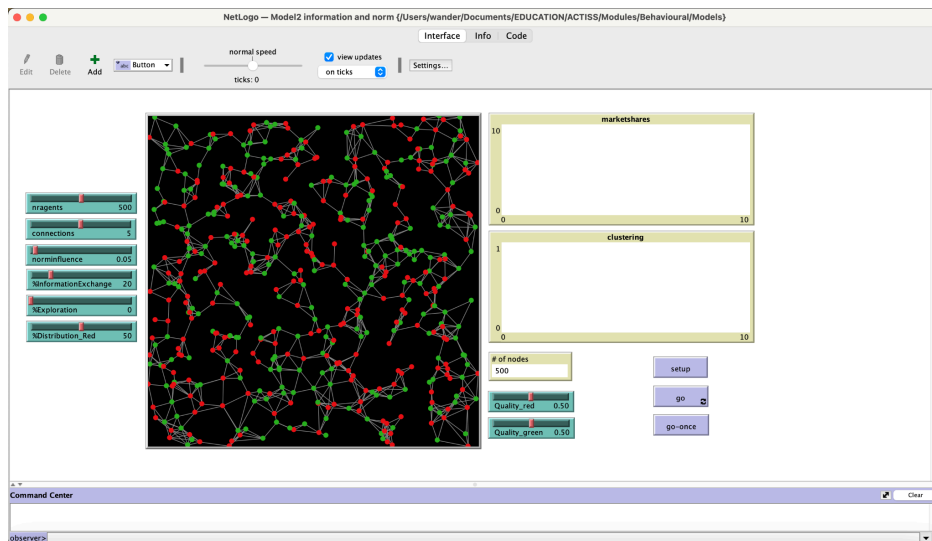 NetLogo — Model2 information and norm {/Users/wander/Documents/EDUCATION/ACTISS/Modules/Behavioural/Models}
Interface Info Code
Edit Delete Add abc Button normal speed view updates
ticks: 0 on ticks Settings...
nragents 500
connections 5
norminfluence 0.05
%InformationExchange 20
%Exploration 0
%Distribution_Red 50
marketshares
10
0
0 10
clustering
1
0
0 10
# of nodes
500
Quality_red 0.50
Quality_green 0.50
setup
go
go-once
Command Center Clear
observer>